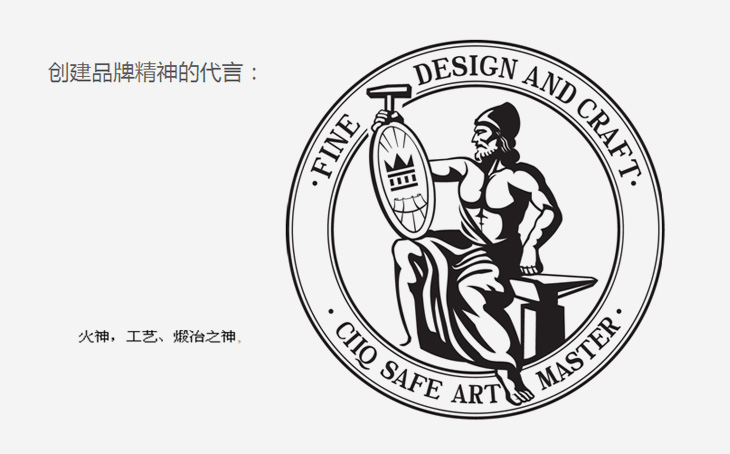 创建品牌精神的代言：
·FINE DESIGN AND CRAFT·
火神，工艺、煅冶之神。
·CIIQ SAFE ART MASTER·